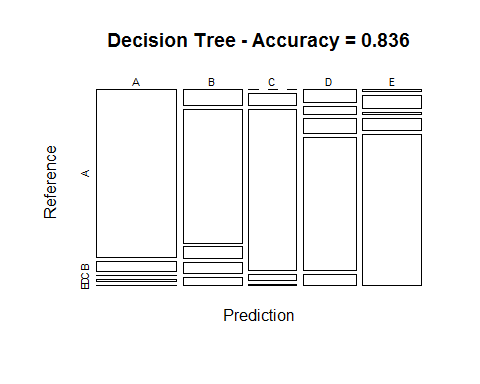 Decision Tree - Accuracy = 0.836
A B C D E
Reference
A
B
C
D
E
Prediction